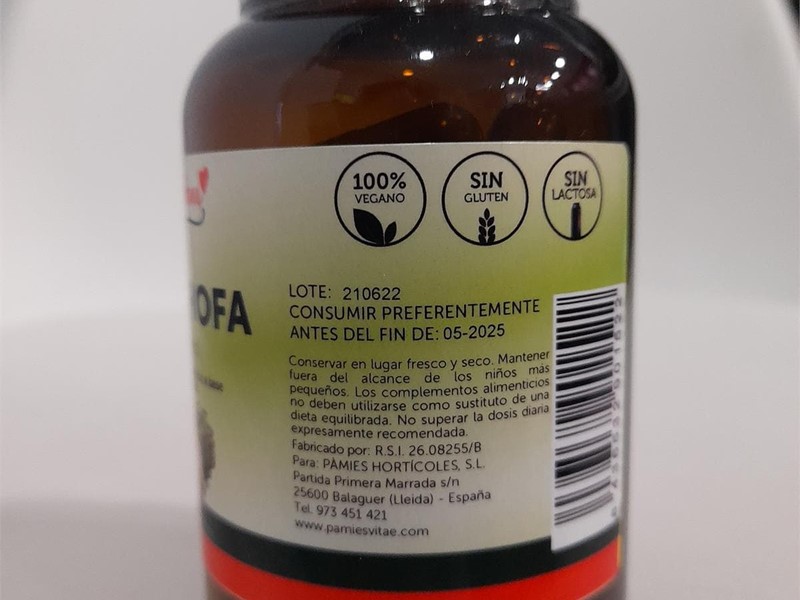 100%
VEGANO
SIN
GLUTEN
SIN
LACTOSA
OFA
LOTE: 210622
CONSUMIR PREFERENTEMENTE
ANTES DEL FIN DE: 05-2025
Conservar en lugar fresco y seco. Mantener
fuera del alcance de los niños más
pequeños. Los complementos alimenticios
no deben utilizarse como sustituto de una
dieta equilibrada. No superar la dosis diaria
expresamente recomendada.
Fabricado por: R.S.I. 26.08255/B
Para: PÀMIES HORTÍCOLES, S.L.
Partida Primera Marrada s/n
25600 Balaguer (Lleida) - España
Tel. 973 451 421
www.pamiesvitae.com